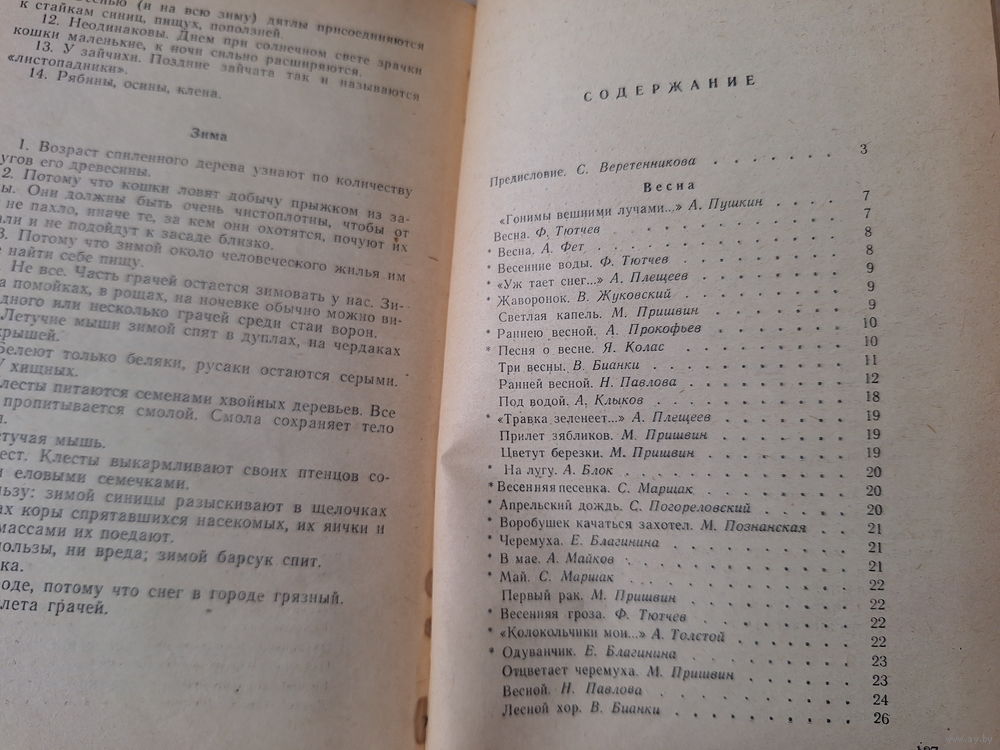 (и на всю зиму) дятлы присоединяются
к стайкам синиц, пищух, поползней.
12. Неодинаковы. Днем при солнечном свете зрачки
кошки маленькие, к ночи сильно расширяются.
13. У зайчихи. Поздние зайчата так и называются
«листопадники».
14. Рябины, осины, клена.
Зима
1. Возраст спиленного дерева узнают по количеству
его древесины.
2. Потому что кошки ловят добычу прыжком из за-
Они должны быть очень чистоплотны, чтобы от
не пахло, иначе те, за кем они охотятся, почуют их
и не подойдут к засаде близко.
3. Потому что зимой около человеческого жилья им
найти себе пищу.
Не все. Часть грачей остается зимовать у нас. Зи-
помойках, в рощах, на ночевке обычно можно ви-
одного или несколько грачей среди стаи ворон.
Летучие мыши зимой спят в дуплах, на чердаках
Белеют только беляки, русаки остаются серыми.
У хищных.
Клесты питаются семенами хвойных деревьев. Все
пропитывается смолой. Смола сохраняет тело
мышь.
Клесты выкармливают своих птенцов со-
еловыми семечками.
зимой синицы разыскивают в щелочках
коры спрятавшихся насекомых, их яички и
массами их поедают.
ни вреда; зимой барсук спит.
потому что снег в городе грязный.
грачей.
СОДЕРЖАНИЕ
Предисловие. С. Веретенникова . . . . . . . 3
Весна
«Гонимы вешними лучами...» А. Пушкин . . . . 7
Весна. Ф. Тютчев . . . . . . . . . . 7
* Весна. А. Фет . . . . . . . . . . 8
* Весенние воды. Ф. Тютчев . . . . . . . 8
* «Уж тает снег...» А. Плещеев . . . . . . 9
* Жаворонок. В. Жуковский . . . . . . . 9
Светлая капель. М. Пришвин . . . . . . 9
* Раннею весной. А. Прокофьев . . . . . . 10
* Песня о весне. Я. Колас . . . . . . . 10
Три весны. В. Бианки . . . . . . . . 11
Ранней весной. Н. Павлова . . . . . . . 12
Под водой. А. Клыков . . . . . . . . 18
* «Травка зеленеет...» А. Плещеев . . . . . 19
Прилет зябликов. М. Пришвин . . . . . . 19
Цветут березки. М. Пришвин . . . . . . 19
* На лугу. А. Блок . . . . . . . . . 20
* Весенняя песенка. С. Маршак . . . . . . 20
* Апрельский дождь. С. Погореловский . . . . 20
* Воробушек качаться захотел. М. Познанская . . 21
* Черемуха. Е. Благинина . . . . . . . 21
* В мае. А. Майков . . . . . . . . . 21
* Май. С. Маршак . . . . . . . . . 22
Первый рак. М. Пришвин . . . . . . . 22
* Весенняя гроза. Ф. Тютчев . . . . . . 22
* «Колокольчики мои...» А. Толстой . . . . . 22
* Одуванчик. Е. Благинина . . . . . . . 23
Отцветает черемуха. М. Пришвин . . . . . 23
Весной. Н. Павлова . . . . . . . . . 24
Лесной хор. В. Бианки . . . . . . . . 26
www.ay.by